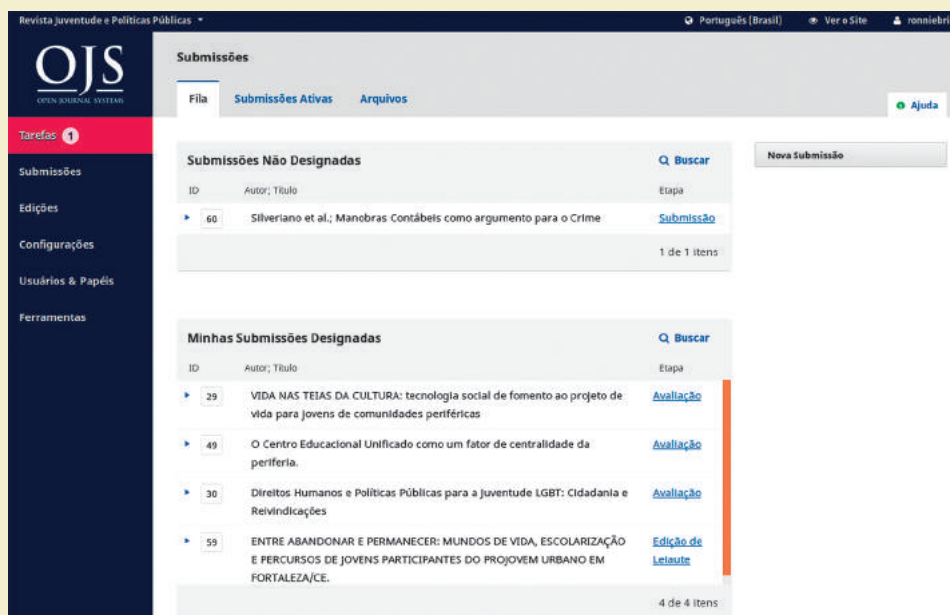 Revista Juventude e Políticas Públicas
Português (Brasil)
Ver o Site
OJS
OPEN JOURNAL SYSTEMS
Submissões
Fila
Submissões Ativas
Arquivos
Ajuda
Tarefas 1
Submissões
Edições
Configurações
Usuários & Papéis
Ferramentas
Submissões Não Designadas
Buscar
ID
Autor; Título
Etapa
60
Silveriano et al.; Manobras Contábeis como argumento para o Crime
Submissão
1 de 1 itens
Nova Submissão
Minhas Submissões Designadas
Buscar
ID
Autor; Título
Etapa
29
VIDA NAS TEIAS DA CULTURA: tecnologia social de fomento ao projeto de
vida para jovens de comunidades periféricas
Avaliação
49
O Centro Educacional Unificado como um fator de centralidade da
periferia.
Avaliação
30
Direitos Humanos e Políticas Públicas para a Juventude LGBT: Cidadania e
Reivindicações
Avaliação
59
ENTRE ABANDONAR E PERMANECER: MUNDOS DE VIDA, ESCOLARIZAÇÃO
E PERCURSOS DE JOVENS PARTICIPANTES DO PROJOVEM URBANO EM
FORTALEZA/CE.
Edição de
Leiaute
4 de 4 itens